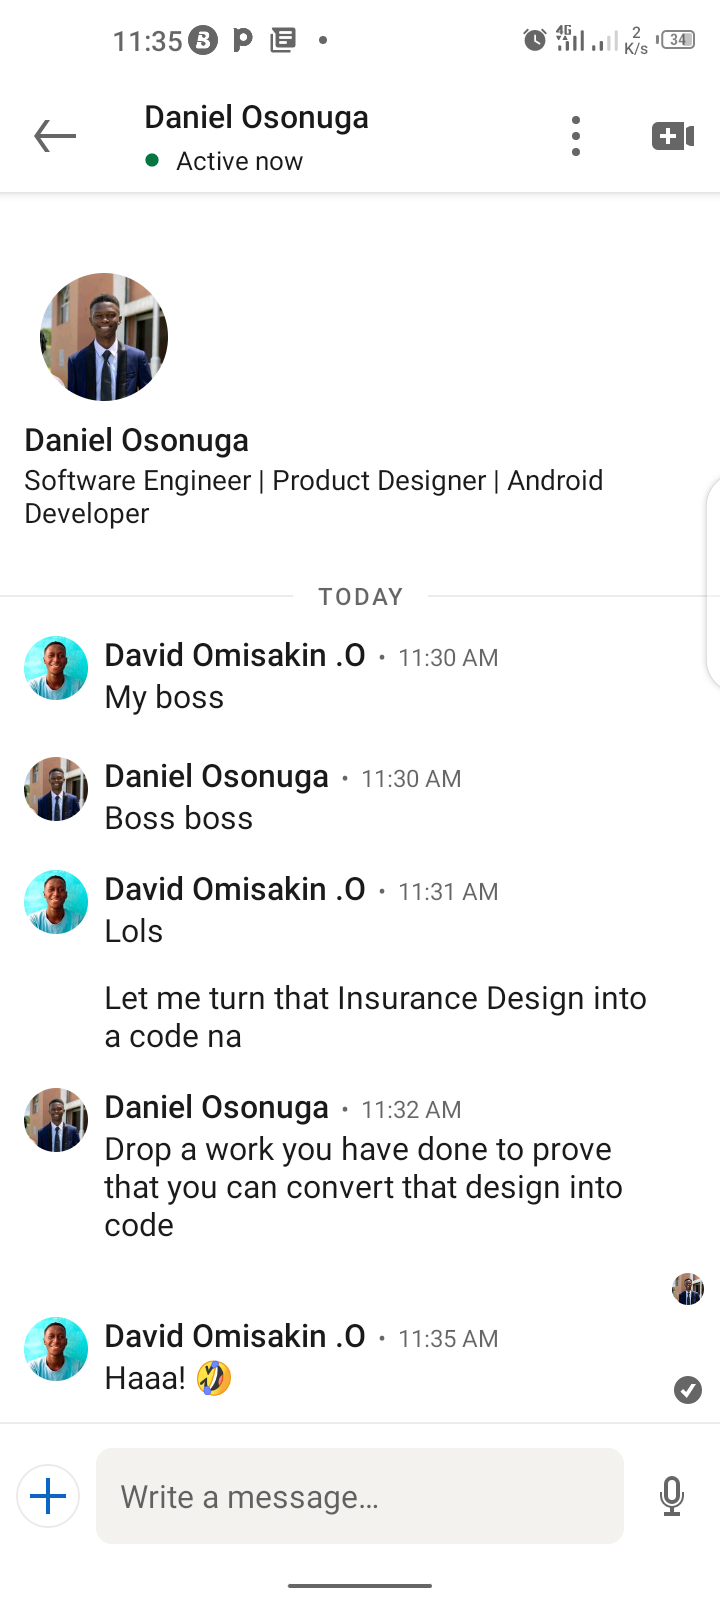 11:35
4G
2
K/s
34
Daniel Osonuga
Active now
Daniel Osonuga
Software Engineer | Product Designer | Android
Developer
TODAY
David Omisakin .O • 11:30 AM
My boss
Daniel Osonuga • 11:30 AM
Boss boss
David Omisakin .O • 11:31 AM
Lols
Let me turn that Insurance Design into
a code na
Daniel Osonuga • 11:32 AM
Drop a work you have done to prove
that you can convert that design into
code
David Omisakin .O • 11:35 AM
Haaa! 🤣
Write a message…